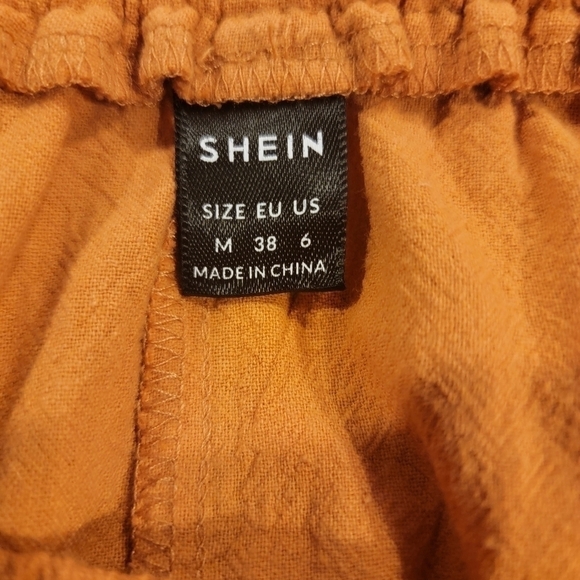 SHEIN
SIZE EU US
M 38 6
MADE IN CHINA